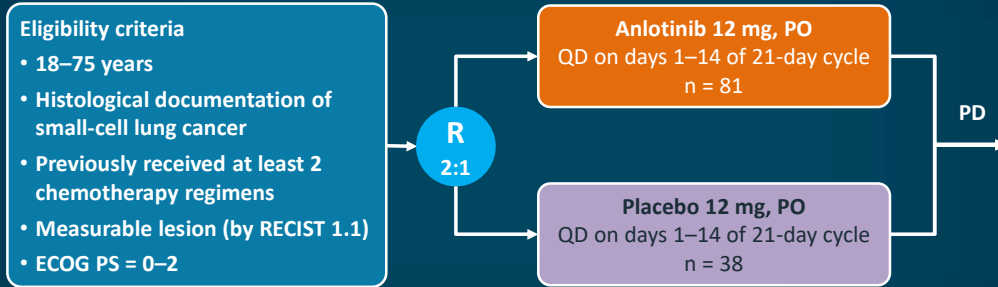 Eligibility criteria
• 18–75 years
• Histological documentation of
small-cell lung cancer
• Previously received at least 2
chemotherapy regimens
• Measurable lesion (by RECIST 1.1)
• ECOG PS = 0–2
R
2:1
Anlotinib 12 mg, PO
QD on days 1–14 of 21-day cycle
n = 81
Placebo 12 mg, PO
QD on days 1–14 of 21-day cycle
n = 38
PD